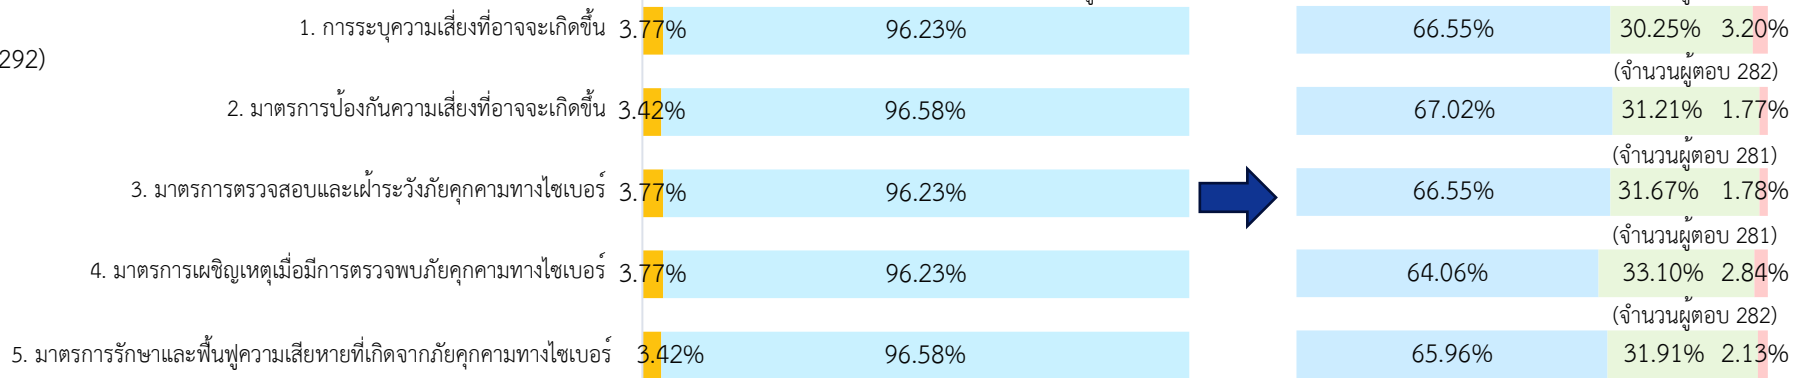 1. การระบุความเสี่ยงที่อาจจะเกิดขึ้น 3.77% 96.23% 66.55% 30.25% 3.20%
292)
(จำนวนผู้ตอบ 282)
2. มาตรการป้องกันความเสี่ยงที่อาจจะเกิดขึ้น 3.42% 96.58% 67.02% 31.21% 1.77%
(จำนวนผู้ตอบ 281)
3. มาตรการตรวจสอบและเฝ้าระวังภัยคุกคามทางไซเบอร์ 3.77% 96.23% 66.55% 31.67% 1.78%
(จำนวนผู้ตอบ 281)
4. มาตรการเผชิญเหตุเมื่อมีการตรวจพบภัยคุกคามทางไซเบอร์ 3.77% 96.23% 64.06% 33.10% 2.84%
(จำนวนผู้ตอบ 282)
5. มาตรการรักษาและฟื้นฟูความเสียหายที่เกิดจากภัยคุกคามทางไซเบอร์ 3.42% 96.58% 65.96% 31.91% 2.13%